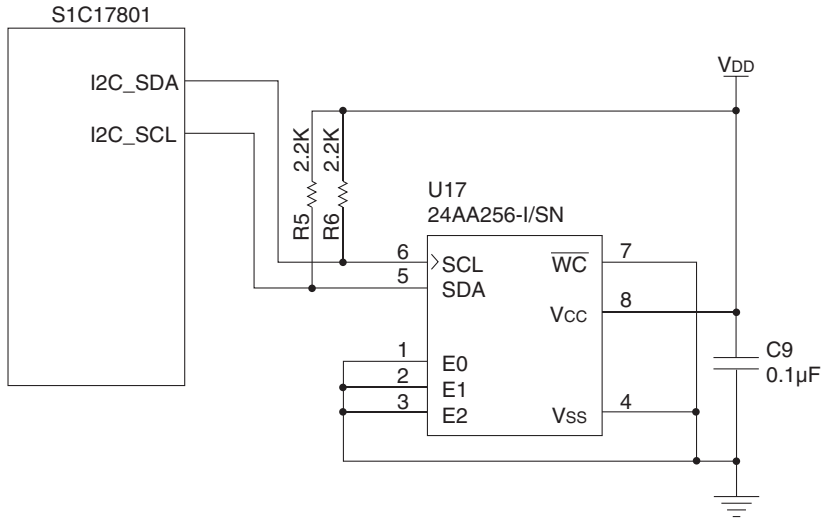 S1C17801
I2C_SDA
I2C_SCL
VDD
R5 2.2K
R6 2.2K
U17
24AA256-I/SN
6
5
SCL
SDA
WC
7
VCC
8
1
2
3
E0
E1
E2
VSS
4
C9
0.1µF